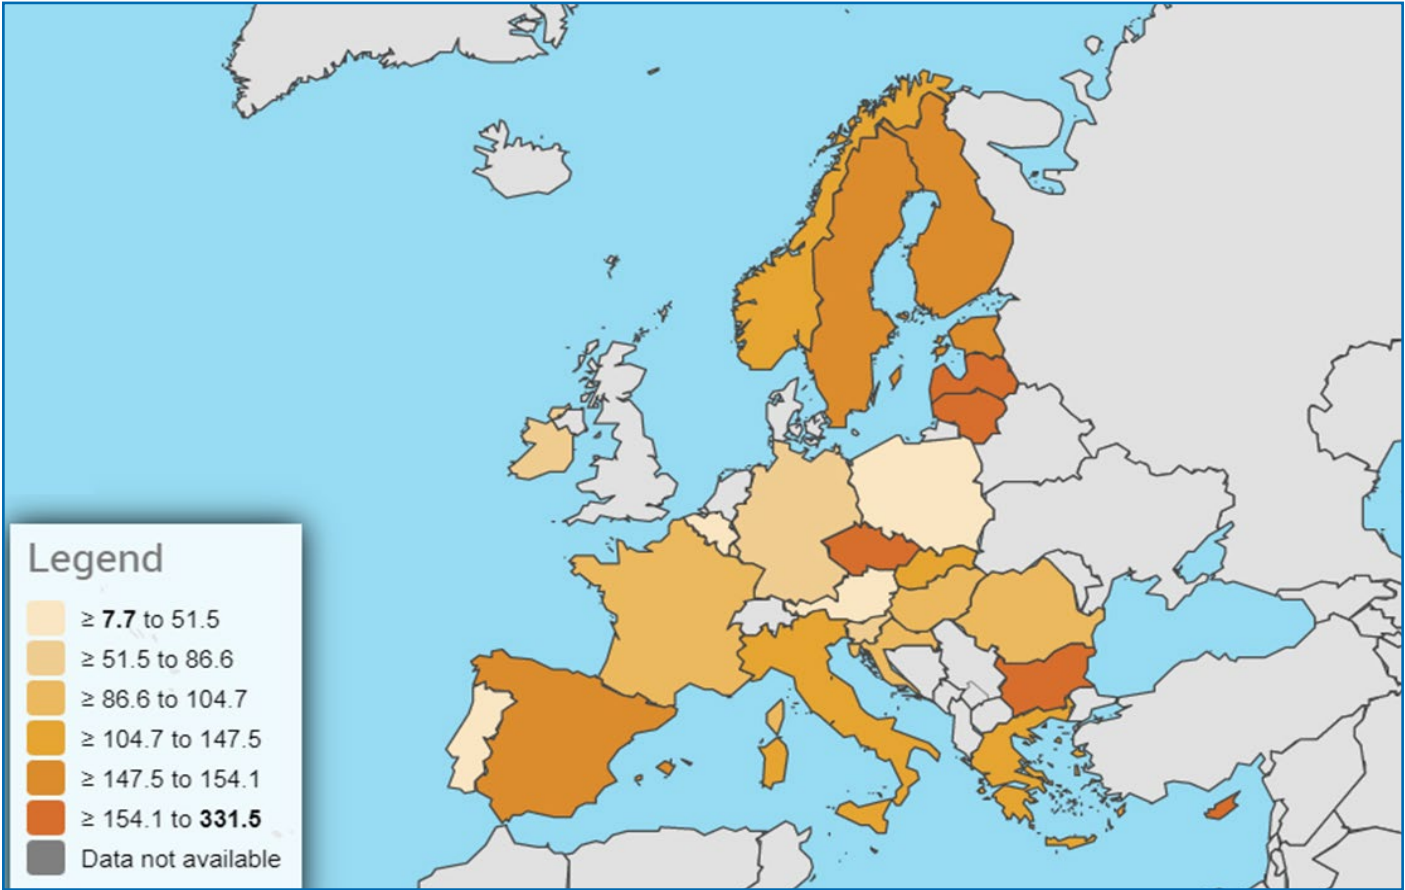 Legend
≥ 7.7 to 51.5
≥ 51.5 to 86.6
≥ 86.6 to 104.7
≥ 104.7 to 147.5
≥ 147.5 to 154.1
≥ 154.1 to 331.5
Data not available